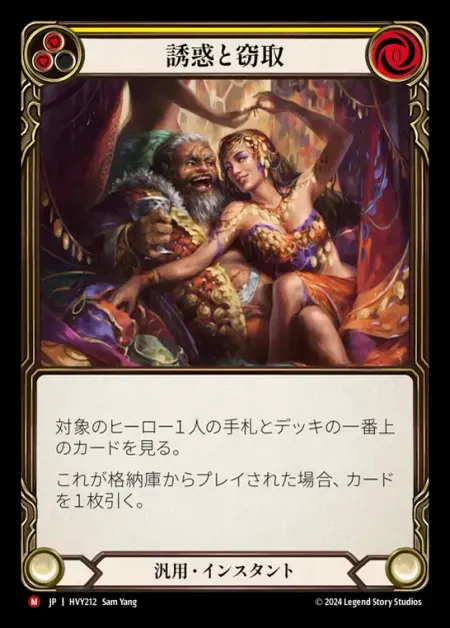 誘惑と窃取
0
対象のヒーロー1人の手札とデッキの一番上
のカードを見る。
これが格納庫からプレイされた場合、カード
を1枚引く。
汎用・インスタント
M JP | HVY212 Sam Yang
© 2024 Legend Story Studios